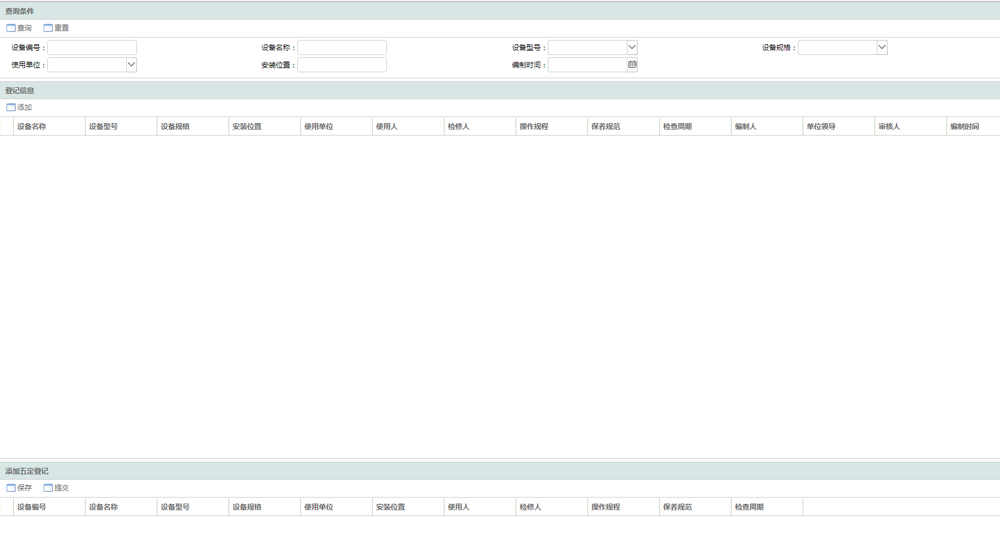 查询条件
查询 重置
设备编号： 设备名称： 设备型号： 设备规格：
使用单位： 安装位置： 编制时间：
登记信息
添加
设备名称 设备型号 设备规格 安装位置 使用单位 使用人 检修人 操作规程 保养规范 检查周期 编制人 单位领导 审核人 编制时间
添加五定登记
保存 提交
设备编号 设备名称 设备型号 设备规格 使用单位 安装位置 使用人 检修人 操作规程 保养规范 检查周期